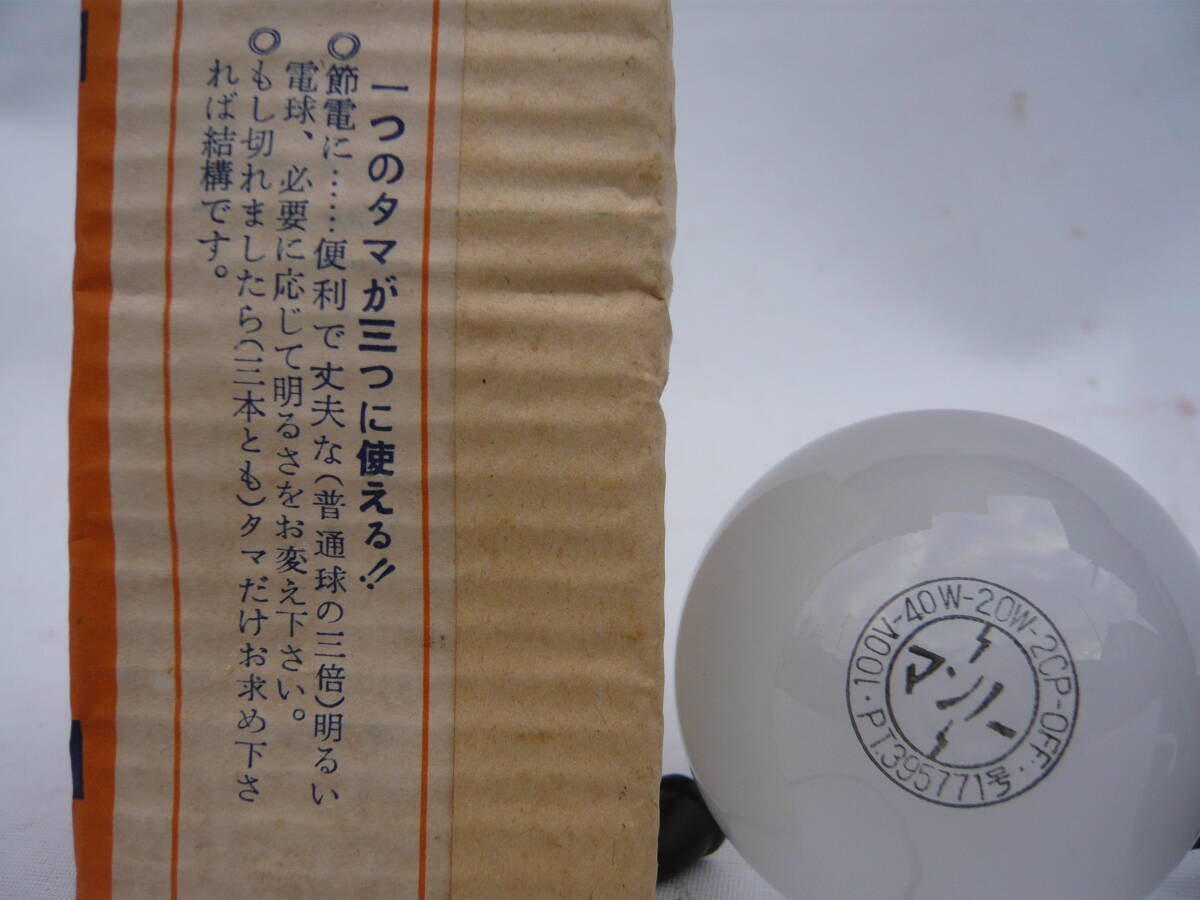 一つのタマが三つに使える!!
◎節電に……便利で丈夫な(普通球の三倍)明るい
電球、必要に応じて明るさをお変え下さい。
◎もし切れましたら(三本とも)タマだけお求め下さ
れば結構です。
・100V-40W-20W-2CP-OFF・
マンハー
・PT.395771号・